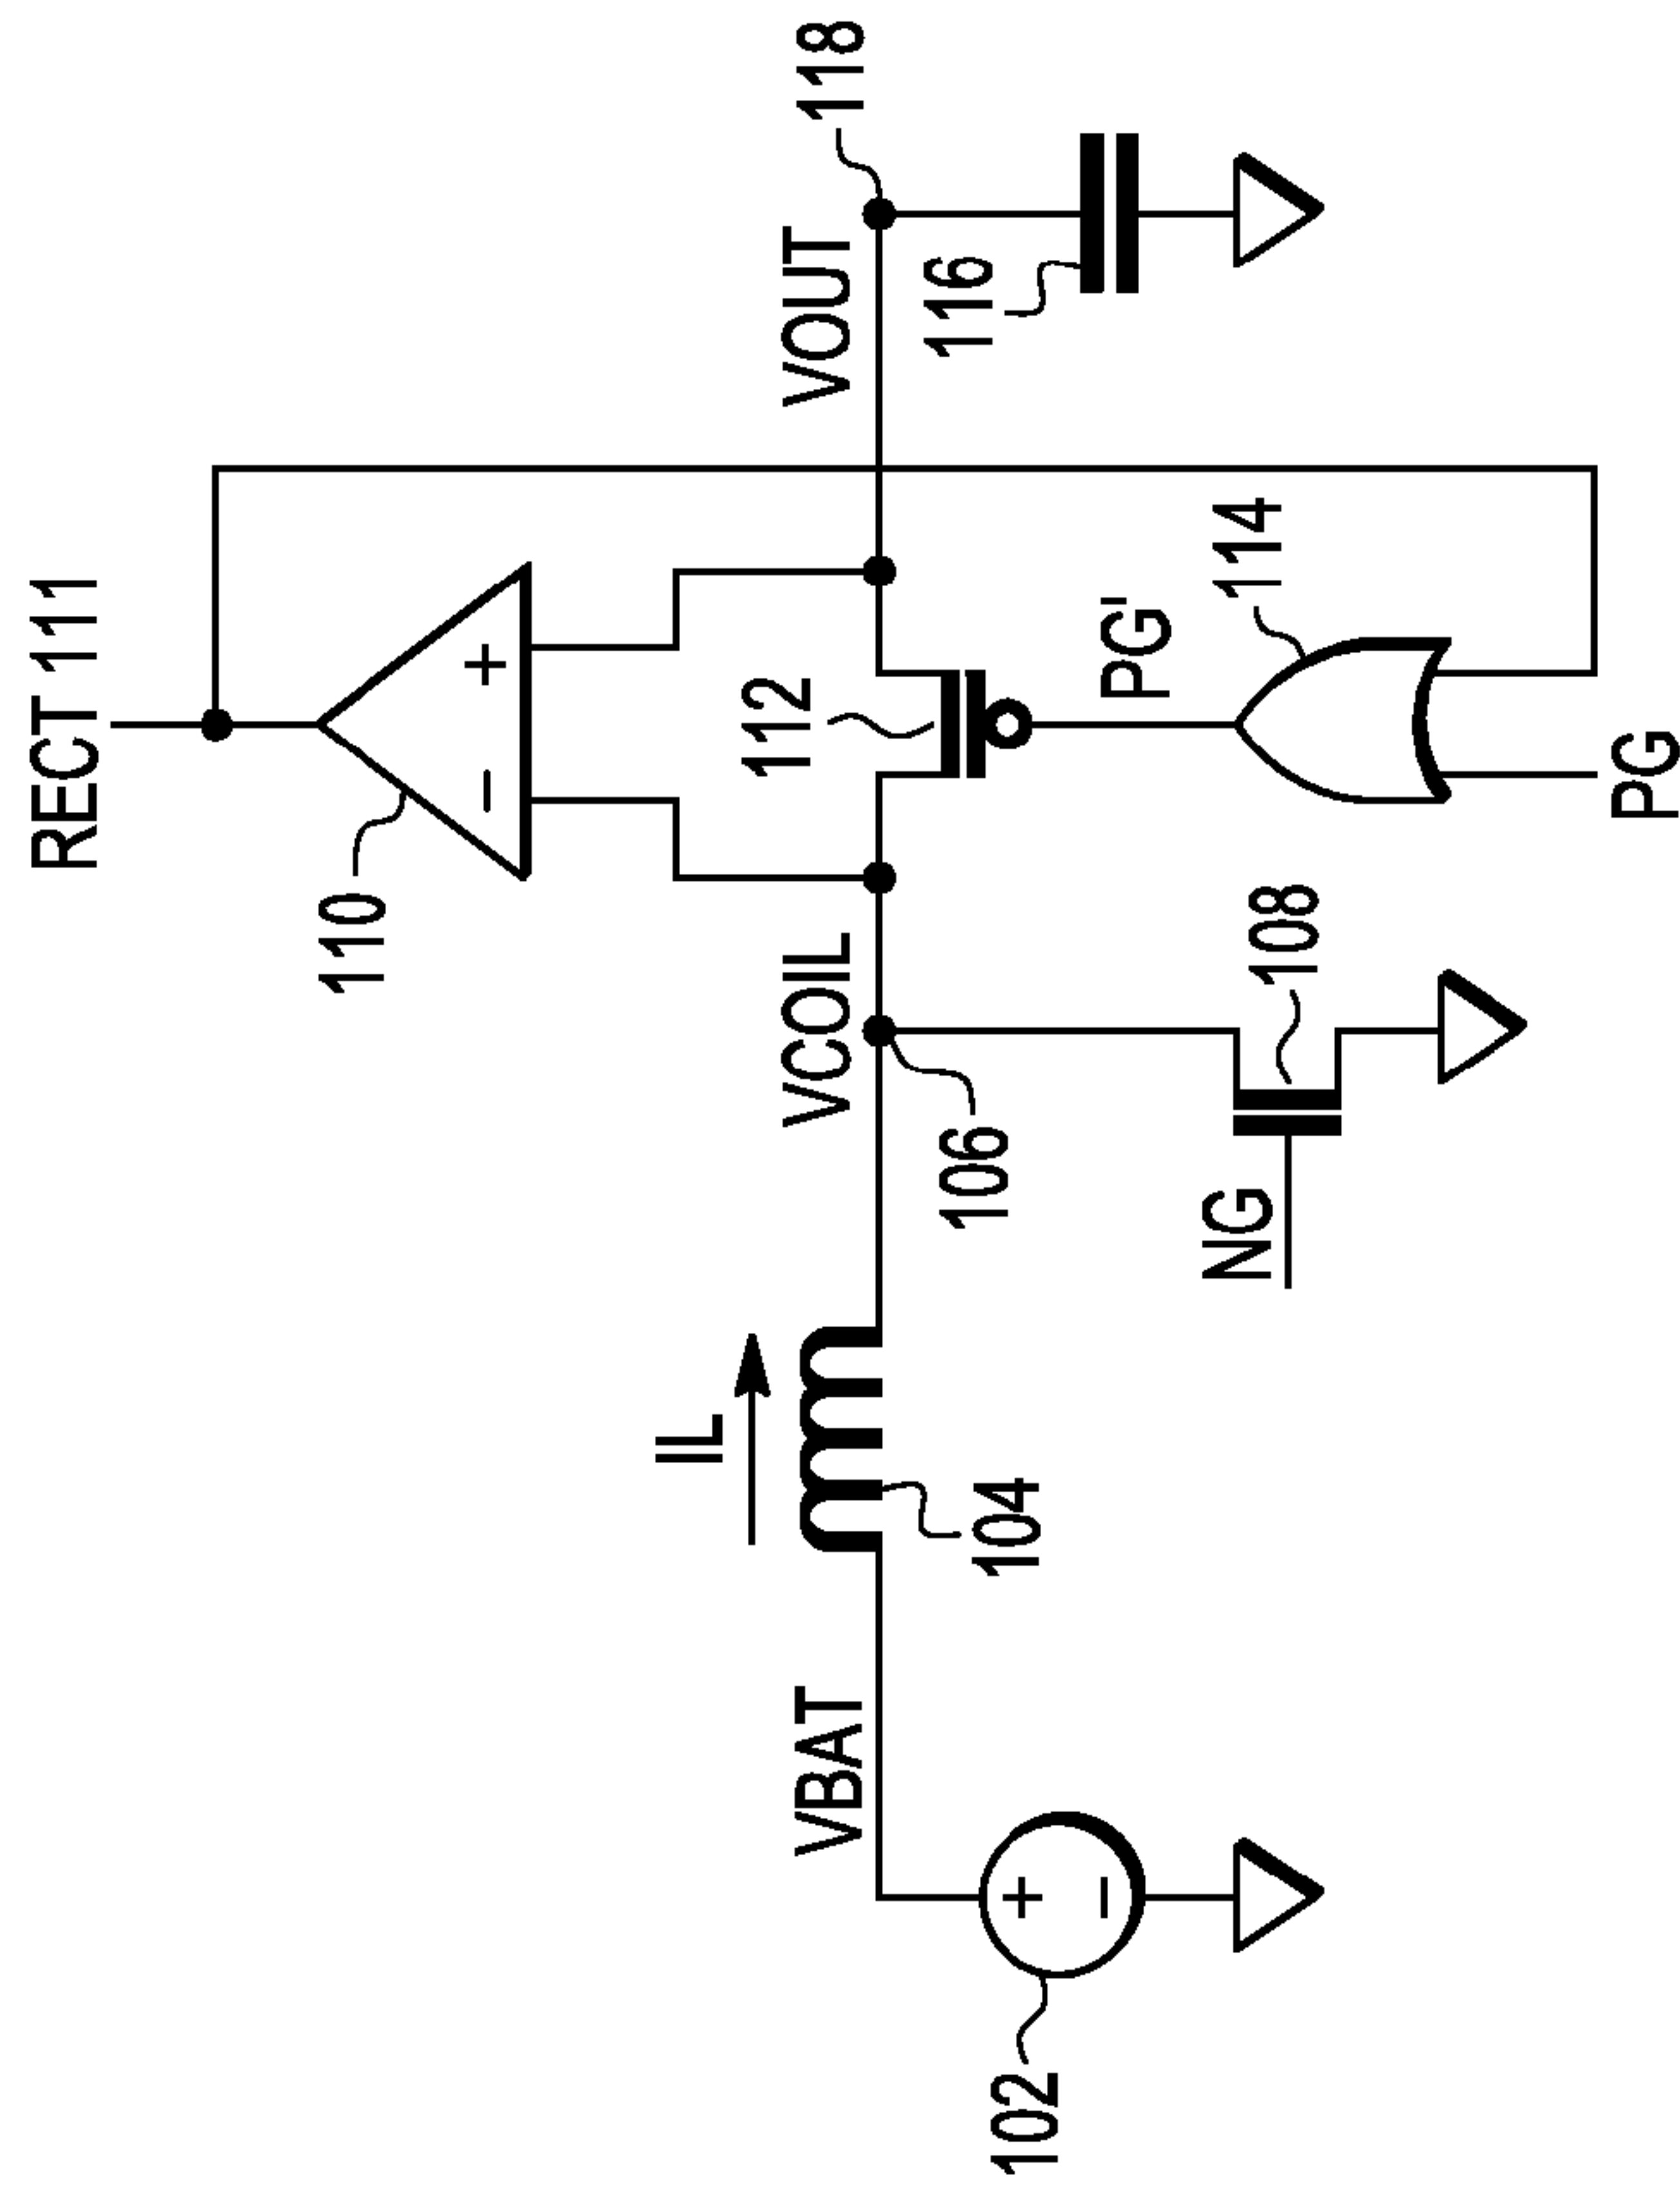 RECT 111
110
+
−
112
VCOIL
VOUT
118
IL
VBAT
104
106
116
PG'
114
NG
108
PG
102
+
−